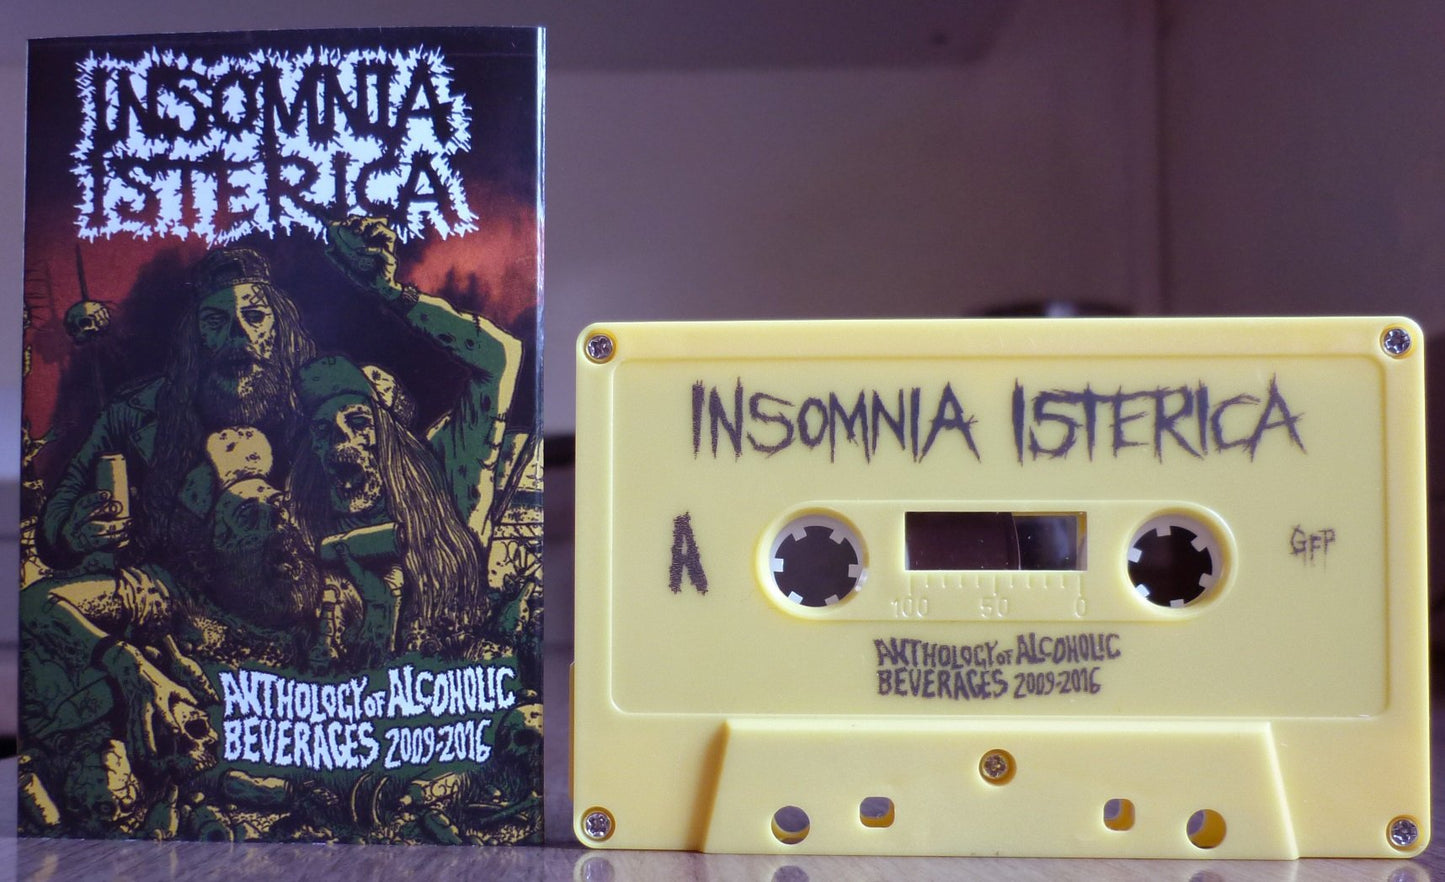 INSOMNIA
ISTERICA
ANTHOLOGY OF ALCOHOLIC
BEVERAGES 2009-2016
INSOMNIA ISTERICA
A
GFP
100 50 0
ANTHOLOGY OF ALCOHOLIC
BEVERAGES 2009-2016